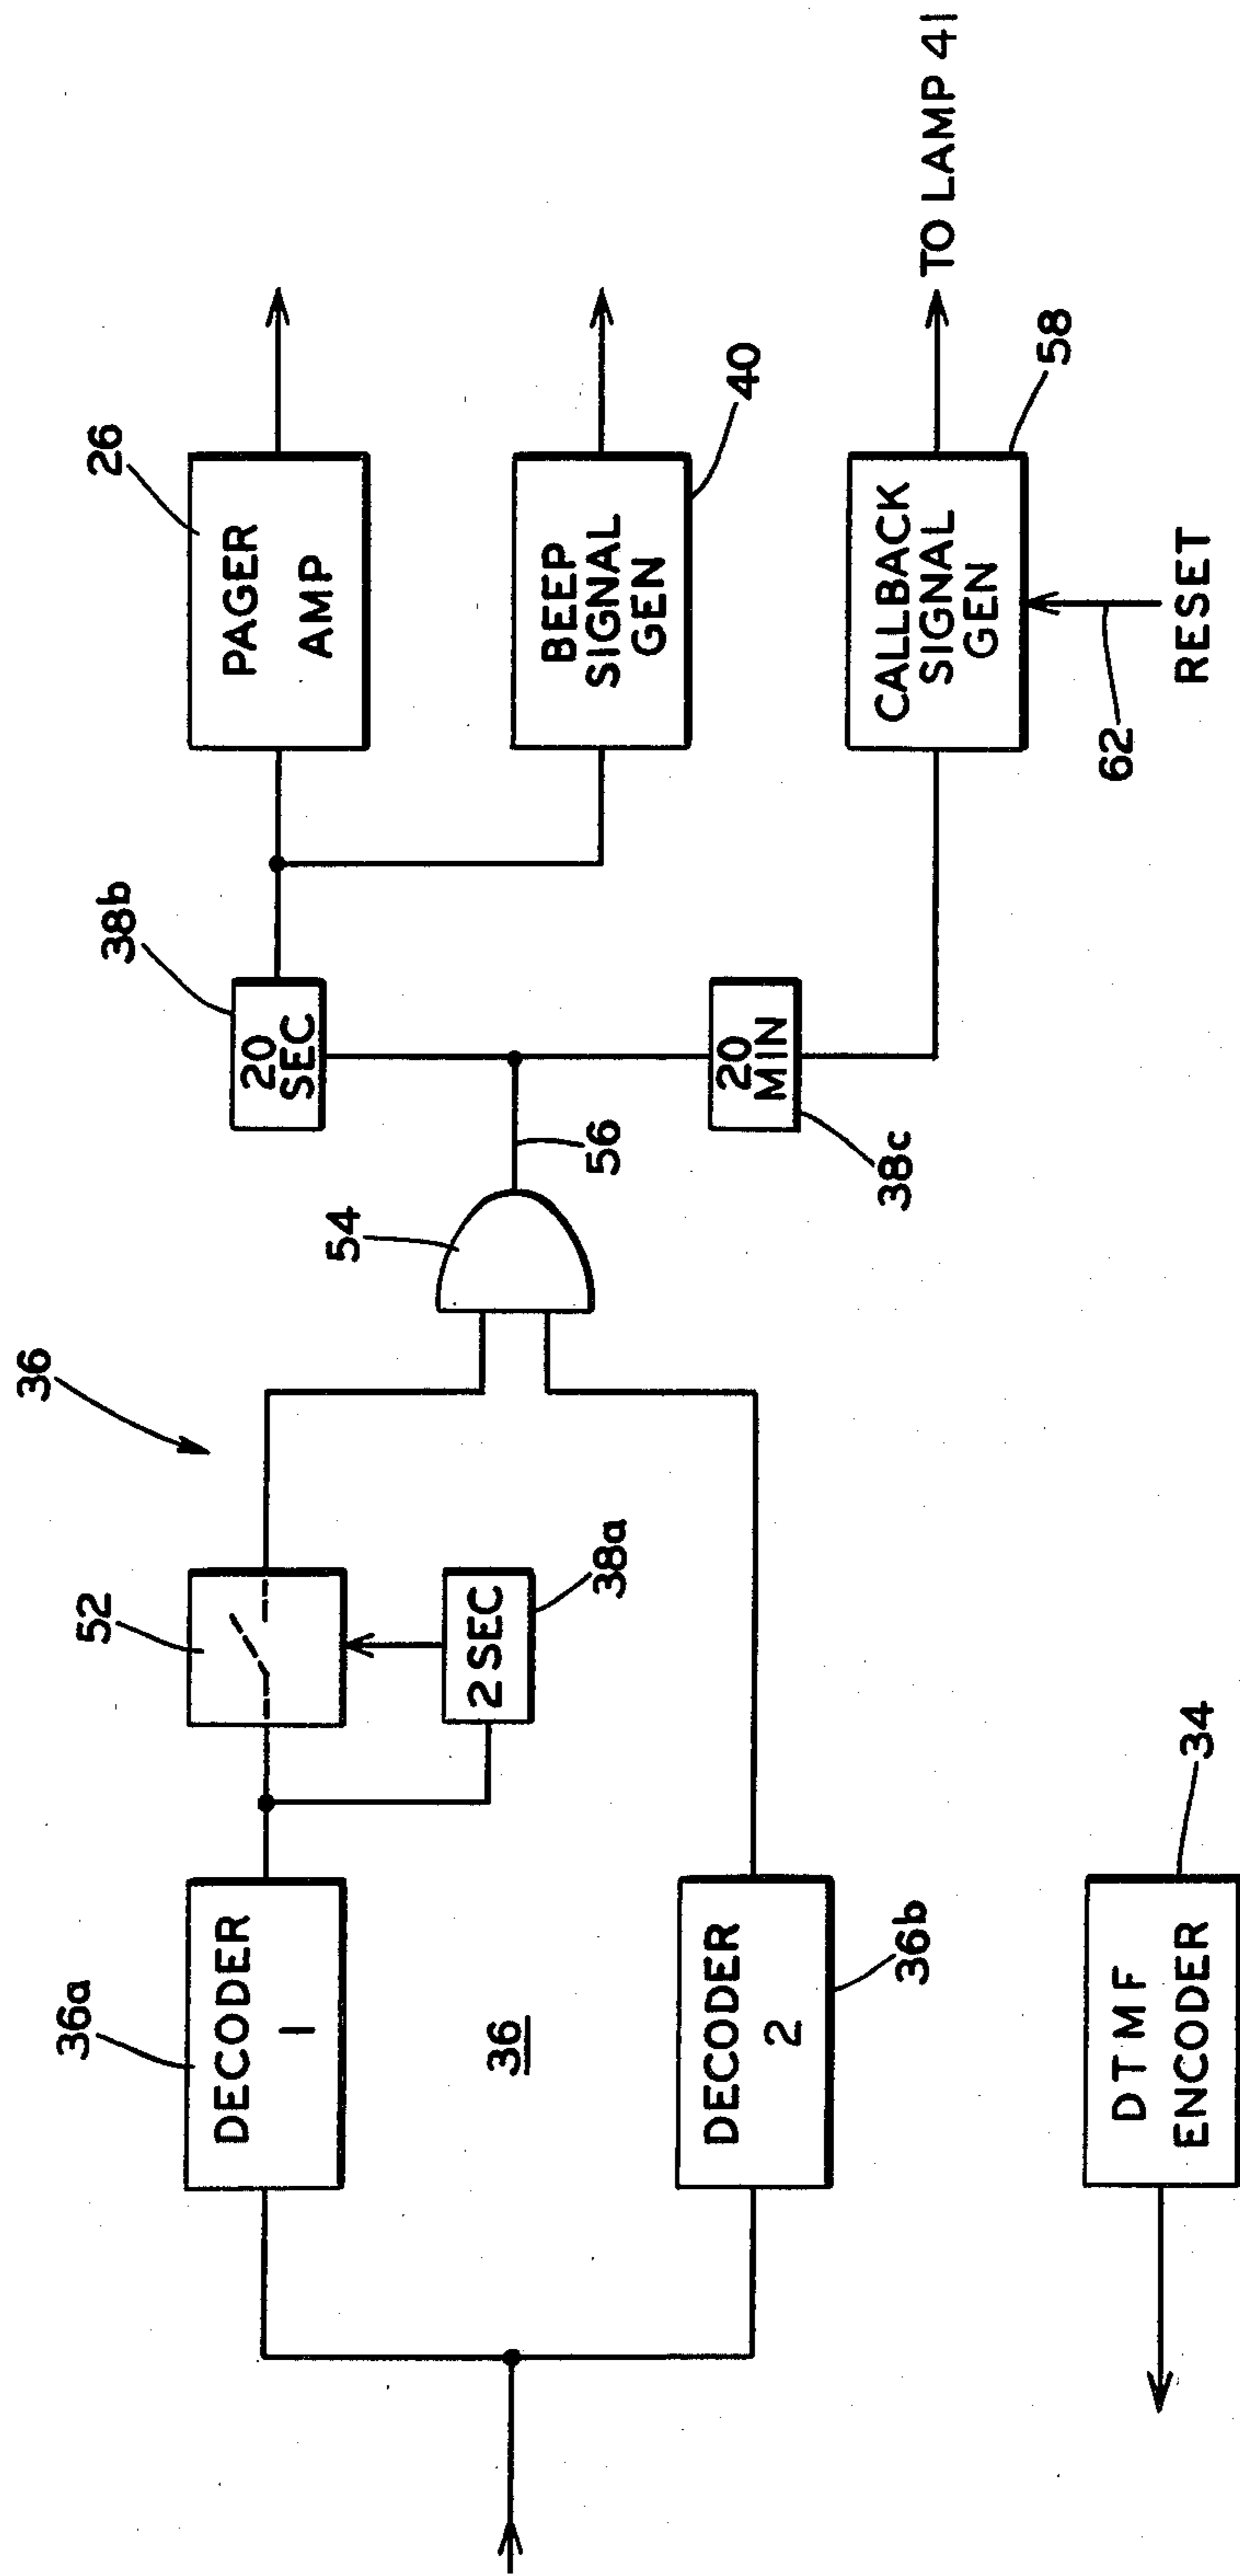 36
36a
DECODER
1
52
2 SEC
38a
36
DECODER
2
36b
54
56
38b
20
SEC
20
MIN
38c
26
PAGER
AMP
BEEP
SIGNAL
GEN
40
CALLBACK
SIGNAL
GEN
58
TO LAMP 41
62
RESET
DTMF
ENCODER
34